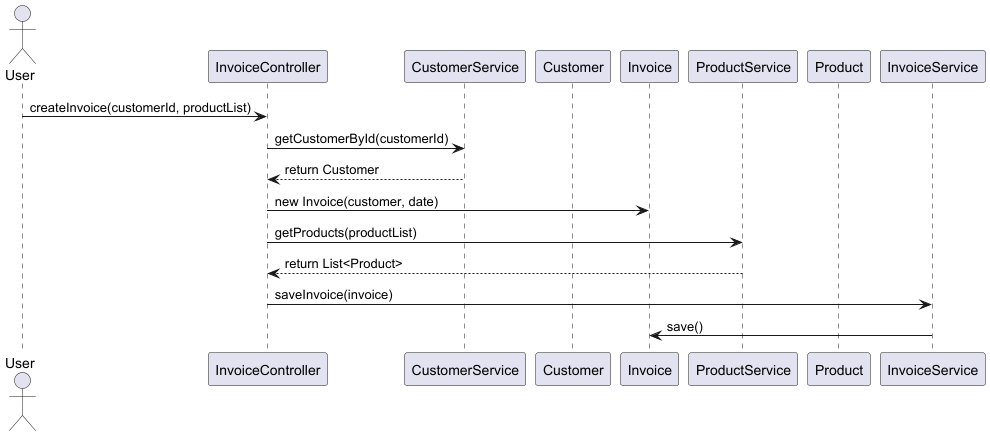 User
InvoiceController
CustomerService
Customer
Invoice
ProductService
Product
InvoiceService
createInvoice(customerId, productList)
getCustomerById(customerId)
return Customer
new Invoice(customer, date)
getProducts(productList)
return List<Product>
saveInvoice(invoice)
save()
User
InvoiceController
CustomerService
Customer
Invoice
ProductService
Product
InvoiceService